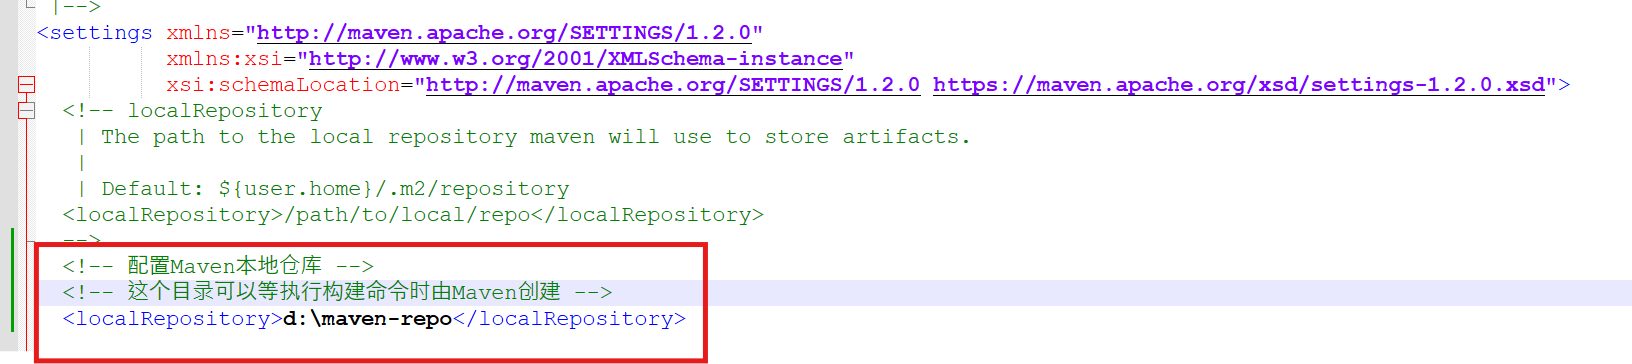 |-->
<settings xmlns="http://maven.apache.org/SETTINGS/1.2.0"
xmlns:xsi="http://www.w3.org/2001/XMLSchema-instance"
xsi:schemaLocation="http://maven.apache.org/SETTINGS/1.2.0 https://maven.apache.org/xsd/settings-1.2.0.xsd">
<!-- localRepository
| The path to the local repository maven will use to store artifacts.
|
| Default: ${user.home}/.m2/repository
<localRepository>/path/to/local/repo</localRepository>
-->
<!-- 配置Maven本地仓库 -->
<!-- 这个目录可以等执行构建命令时由Maven创建 -->
<localRepository>d:\maven-repo</localRepository>